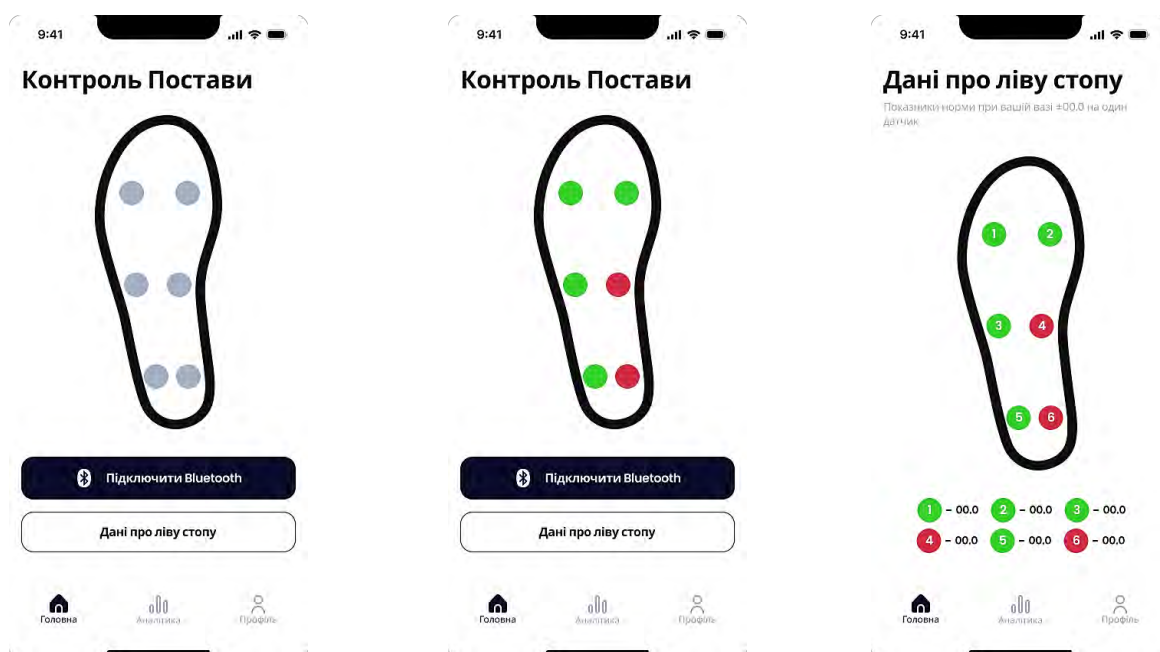 9:41
Контроль Постави
Підключити Bluetooth
Дані про ліву стопу
Головна
Аналітика
Профіль
9:41
Контроль Постави
Підключити Bluetooth
Дані про ліву стопу
Головна
Аналітика
Профіль
9:41
Дані про ліву стопу
Показники норми при вашій вазі ±00.0 на один
датчик
1 2
3 4
5 6
1 - 00.0 2 - 00.0 3 - 00.0
4 - 00.0 5 - 00.0 6 - 00.0
Головна
Аналітика
Профіль